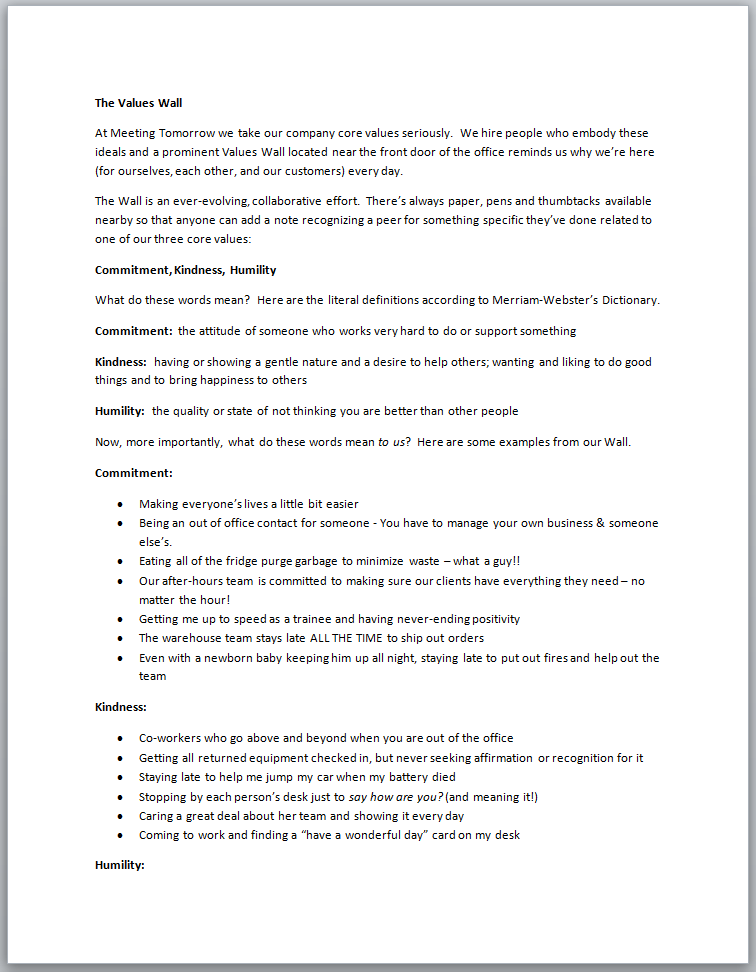 The Values Wall
At Meeting Tomorrow we take our company core values seriously.  We hire people who embody these
ideals and a prominent Values Wall located near the front door of the office reminds us why we’re here
(for ourselves, each other, and our customers) every day.
The Wall is an ever-evolving, collaborative effort.  There’s always paper, pens and thumbtacks available
nearby so that anyone can add a note recognizing a peer for something specific they’ve done related to
one of our three core values:
Commitment, Kindness, Humility
What do these words mean?  Here are the literal definitions according to Merriam-Webster’s Dictionary.
Commitment:  the attitude of someone who works very hard to do or support something
Kindness:  having or showing a gentle nature and a desire to help others; wanting and liking to do good
things and to bring happiness to others
Humility:  the quality or state of not thinking you are better than other people
Now, more importantly, what do these words mean to us?  Here are some examples from our Wall.
Commitment:
• Making everyone’s lives a little bit easier
• Being an out of office contact for someone - You have to manage your own business & someone
else’s.
• Eating all of the fridge purge garbage to minimize waste – what a guy!!
• Our after-hours team is committed to making sure our clients have everything they need – no
matter the hour!
• Getting me up to speed as a trainee and having never-ending positivity
• The warehouse team stays late ALL THE TIME to ship out orders
• Even with a newborn baby keeping him up all night, staying late to put out fires and help out the
team
Kindness:
• Co-workers who go above and beyond when you are out of the office
• Getting all returned equipment checked in, but never seeking affirmation or recognition for it
• Staying late to help me jump my car when my battery died
• Stopping by each person’s desk just to say how are you? (and meaning it!)
• Caring a great deal about her team and showing it every day
• Coming to work and finding a “have a wonderful day” card on my desk
Humility: